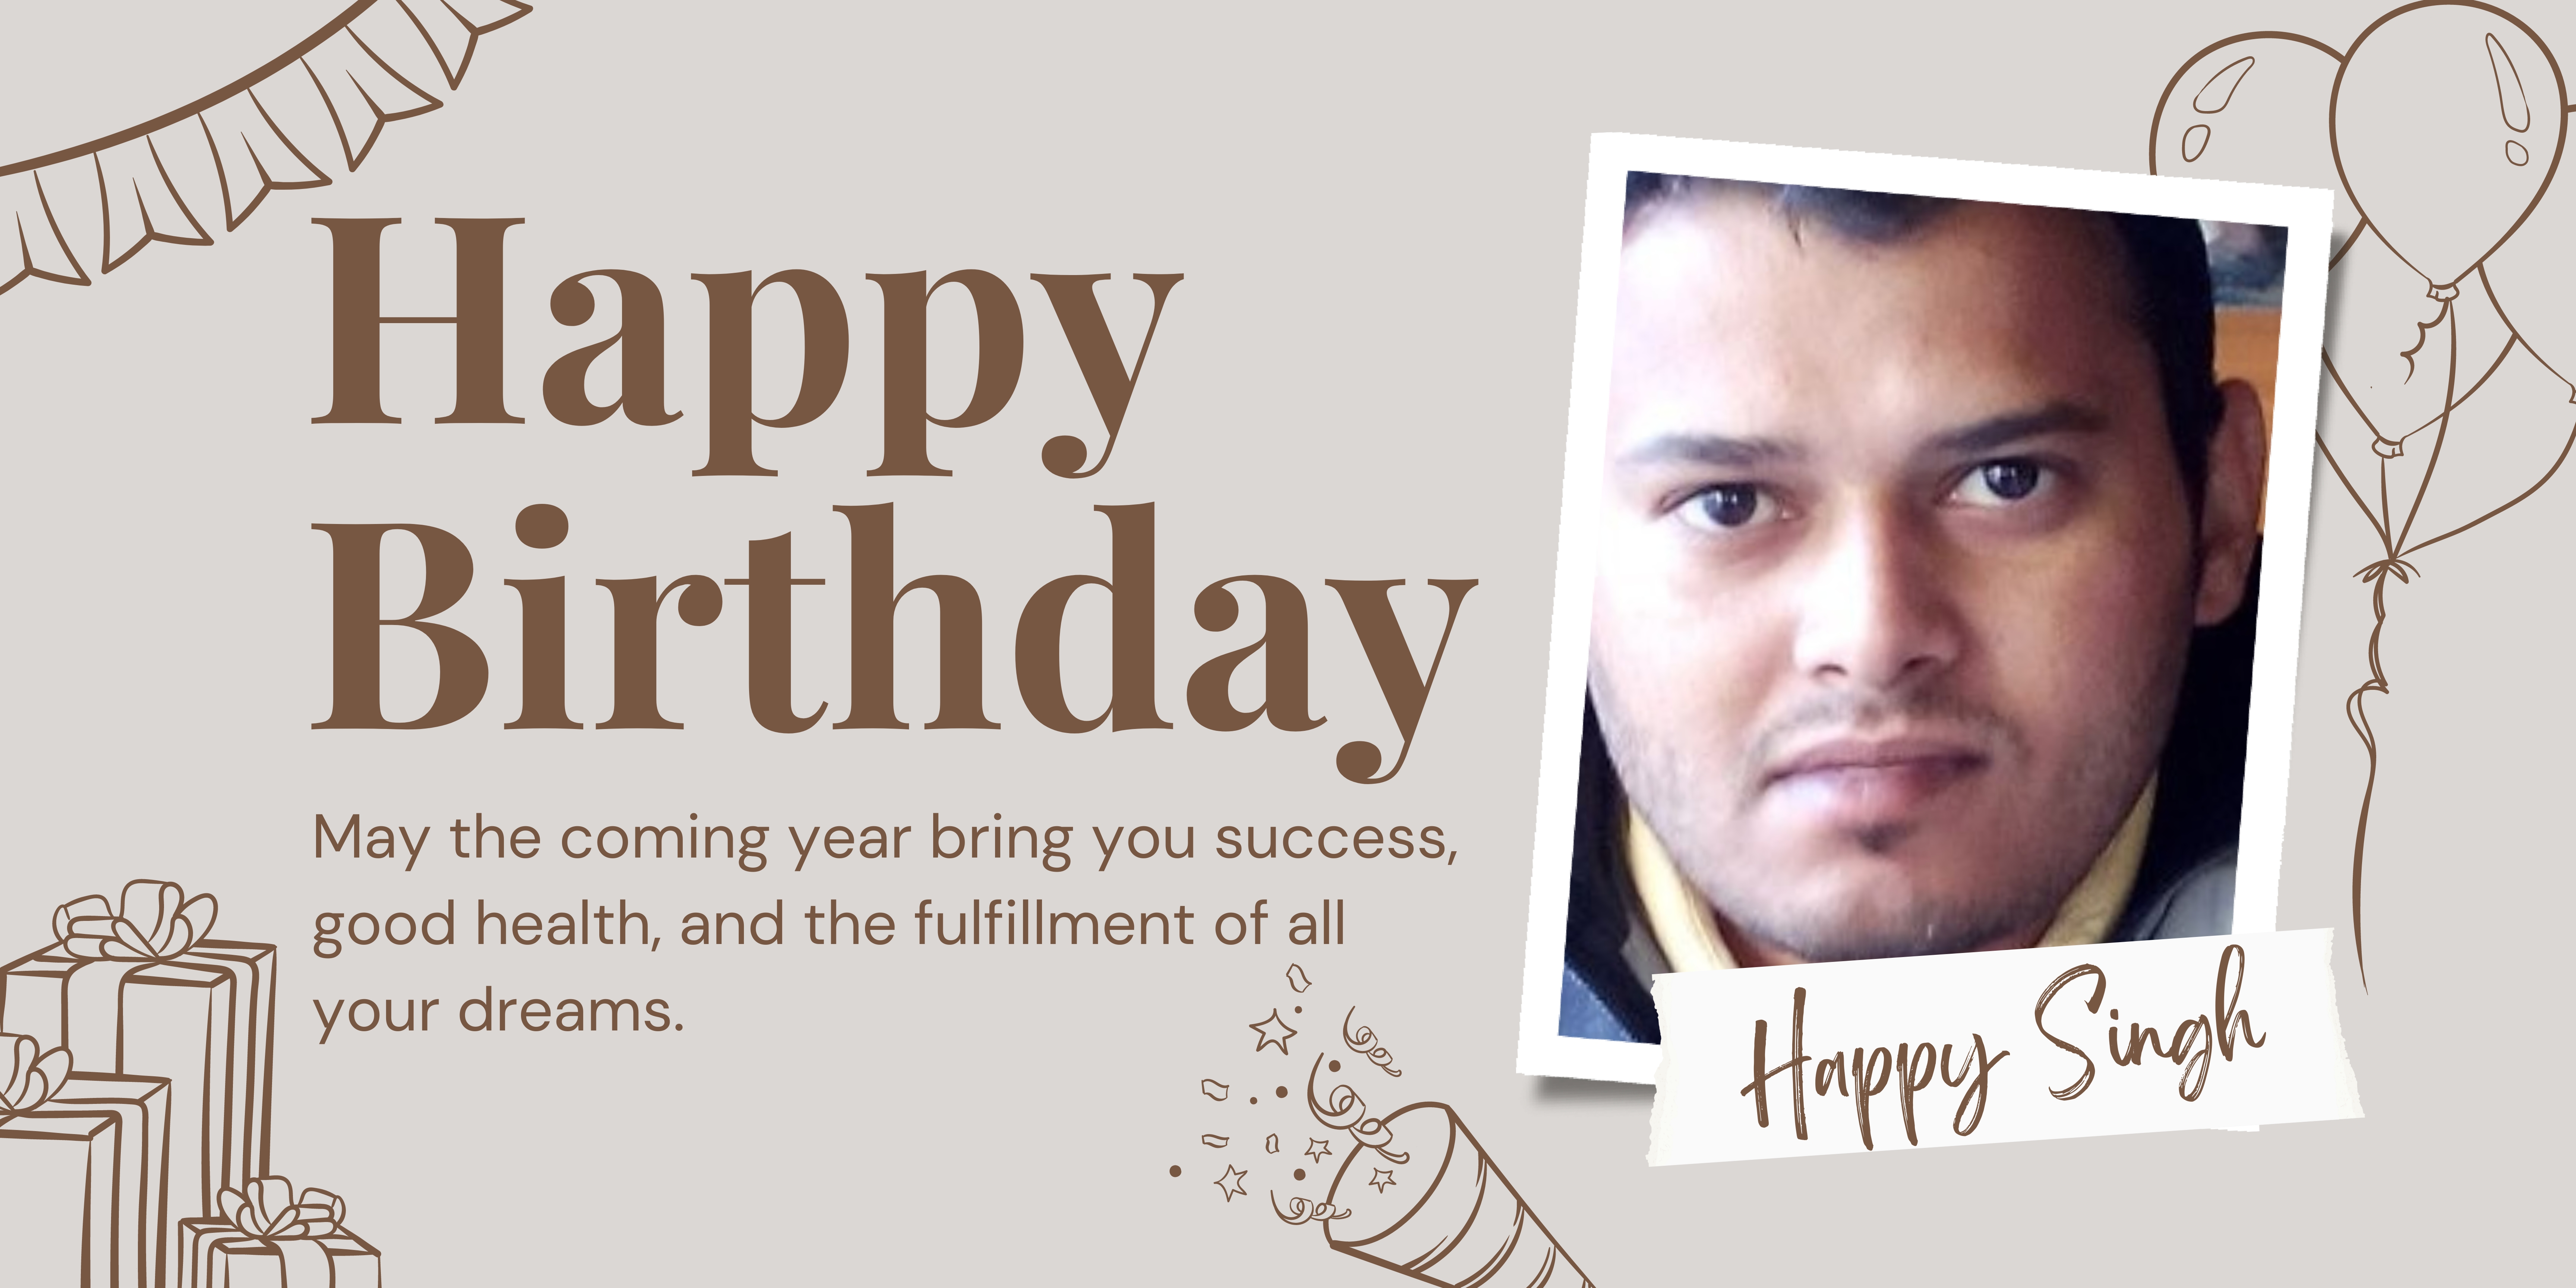 Happy
Birthday
May the coming year bring you success,
good health, and the fulfillment of all
your dreams.
Happy Singh